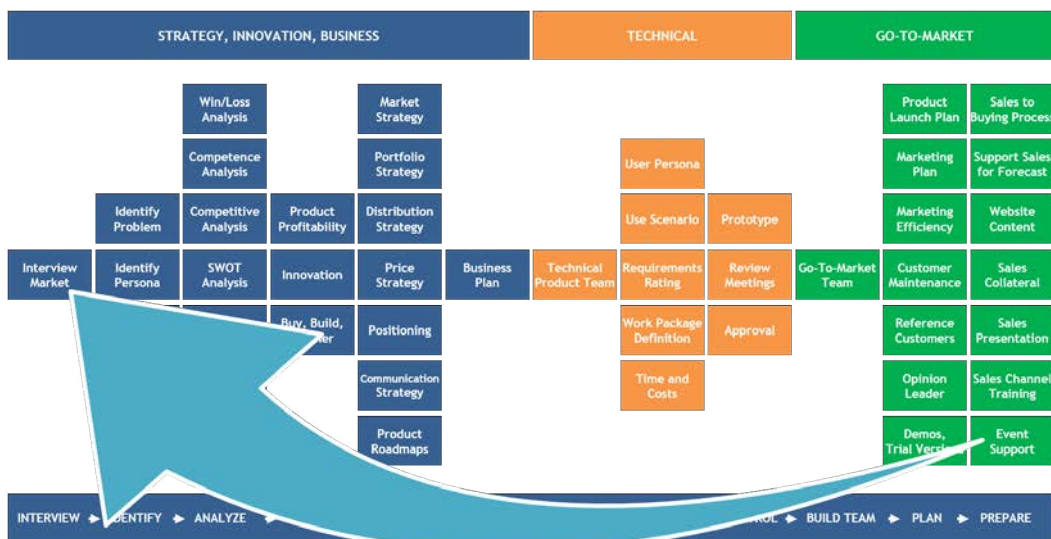 STRATEGY, INNOVATION, BUSINESS
TECHNICAL
GO-TO-MARKET
Win/Loss
Analysis
Market
Strategy
Product
Launch Plan
Sales to
Buying Process
Competence
Analysis
Portfolio
Strategy
User Persona
Marketing
Plan
Support Sales
for Forecast
Identify
Problem
Competitive
Analysis
Product
Profitability
Distribution
Strategy
Use Scenario
Prototype
Marketing
Efficiency
Website
Content
Interview
Market
Identify
Persona
SWOT
Analysis
Innovation
Price
Strategy
Business
Plan
Technical
Product Team
Requirements
Rating
Review
Meetings
Go-To-Market
Team
Customer
Maintenance
Sales
Collateral
Buy, Build,
Positioning
Work Package
Definition
Approval
Reference
Customers
Sales
Presentation
Communication
Strategy
Time and
Costs
Opinion
Leader
Sales Channel
Training
Product
Roadmaps
Demos,
Trial
Event
Support
INTERVIEW
ANALYZE
BUILD TEAM
PLAN
PREPARE